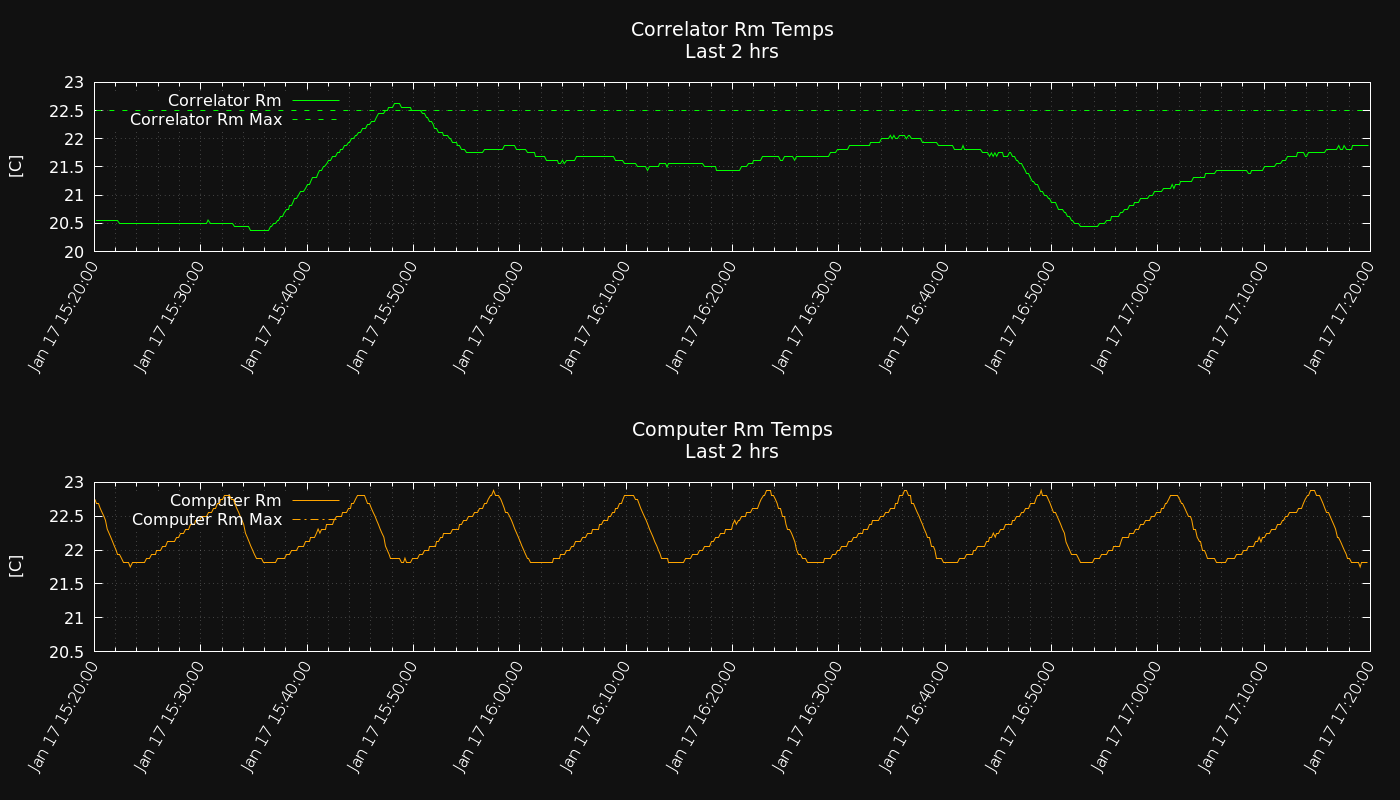 Correlator Rm Temps
Last 2 hrs
23
22.5
22
21.5
21
20.5
20
[C]
Correlator Rm
Correlator Rm Max
Jan 17 15:20:00
Jan 17 15:30:00
Jan 17 15:40:00
Jan 17 15:50:00
Jan 17 16:00:00
Jan 17 16:10:00
Jan 17 16:20:00
Jan 17 16:30:00
Jan 17 16:40:00
Jan 17 16:50:00
Jan 17 17:00:00
Jan 17 17:10:00
Jan 17 17:20:00
Computer Rm Temps
Last 2 hrs
23
22.5
22
21.5
21
20.5
[C]
Computer Rm
Computer Rm Max
Jan 17 15:20:00
Jan 17 15:30:00
Jan 17 15:40:00
Jan 17 15:50:00
Jan 17 16:00:00
Jan 17 16:10:00
Jan 17 16:20:00
Jan 17 16:30:00
Jan 17 16:40:00
Jan 17 16:50:00
Jan 17 17:00:00
Jan 17 17:10:00
Jan 17 17:20:00